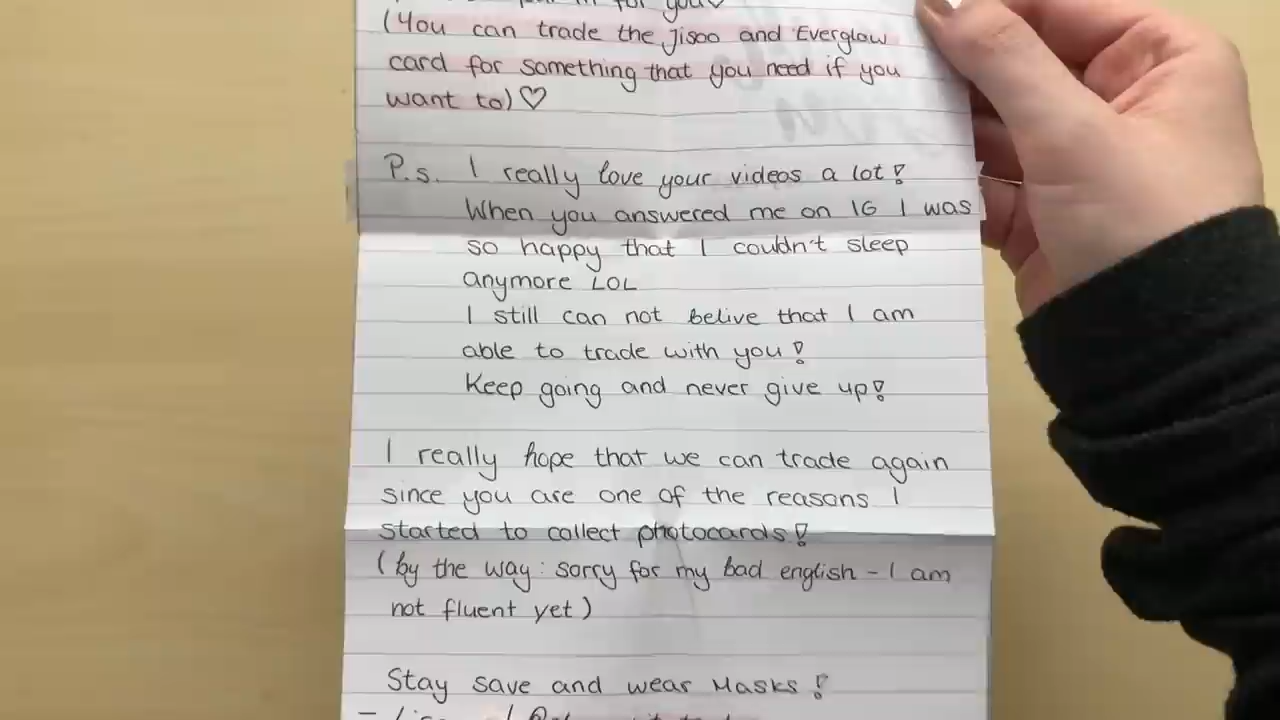 for you♡
(You can trade the Jisoo and Everglow
card for something that you need if you
want to)♡
P.s. I really love your videos a lot!
When you answered me on IG I was
so happy that I couldn't sleep
anymore LOL
I still can not belive that I am
able to trade with you!
Keep going and never give up!
I really hope that we can trade again
since you are one of the reasons I
started to collect photocards!
(by the way: sorry for my bad english - I am
not fluent yet)
Stay save and wear Masks!